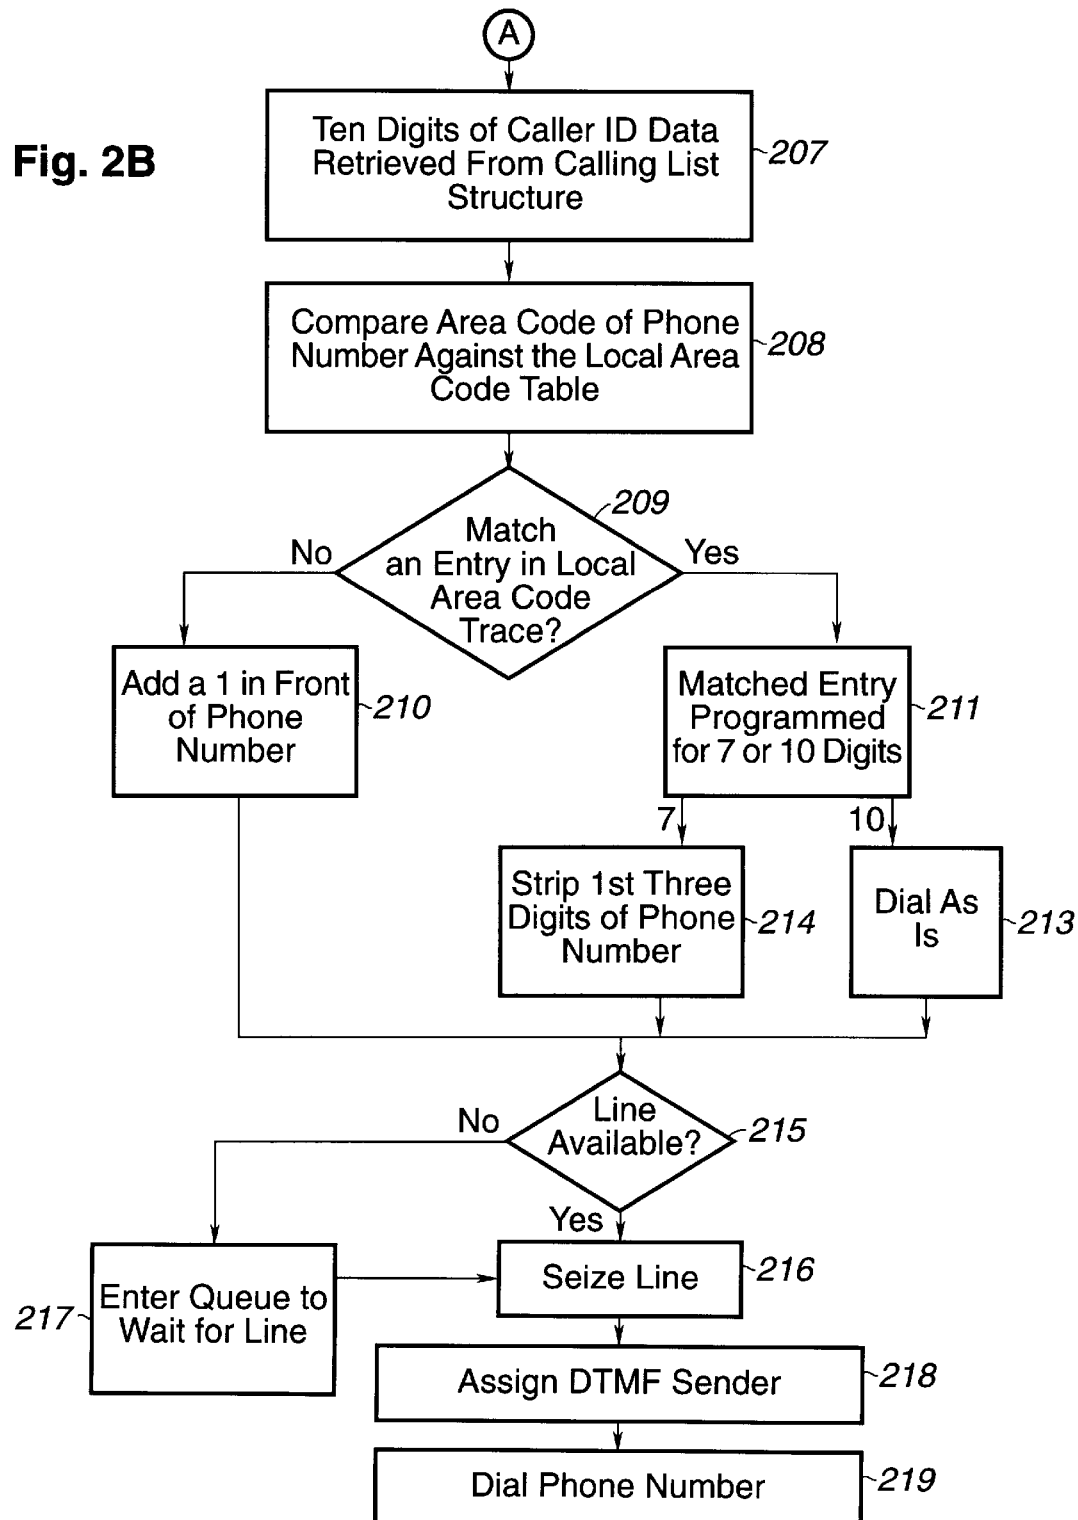 A
Fig. 2B
Ten Digits of Caller ID Data
Retrieved From Calling List
Structure
207
Compare Area Code of Phone
Number Against the Local Area
Code Table
208
209
Match
an Entry in Local
Area Code
Trace?
No
Yes
Add a 1 in Front
of Phone
Number
210
Matched Entry
Programmed
for 7 or 10 Digits
211
7
10
Strip 1st Three
Digits of Phone
Number
214
Dial As
Is
213
Line
Available?
215
No
Yes
Enter Queue to
Wait for Line
217
Seize Line
216
Assign DTMF Sender
218
Dial Phone Number
219